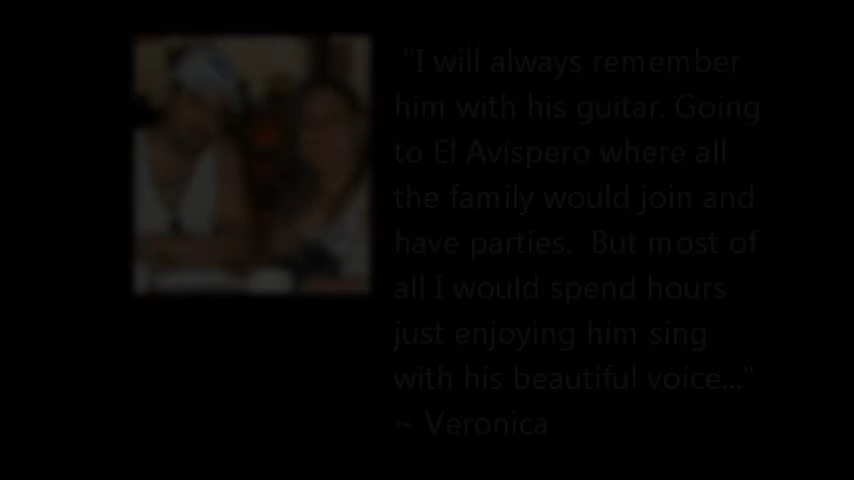 "I will always remember
him with his guitar. Going
to El Avispero where all
the family would join and
have parties.  But most of
all I would spend hours
just enjoying him sing
with his beautiful voice..."
~ Veronica